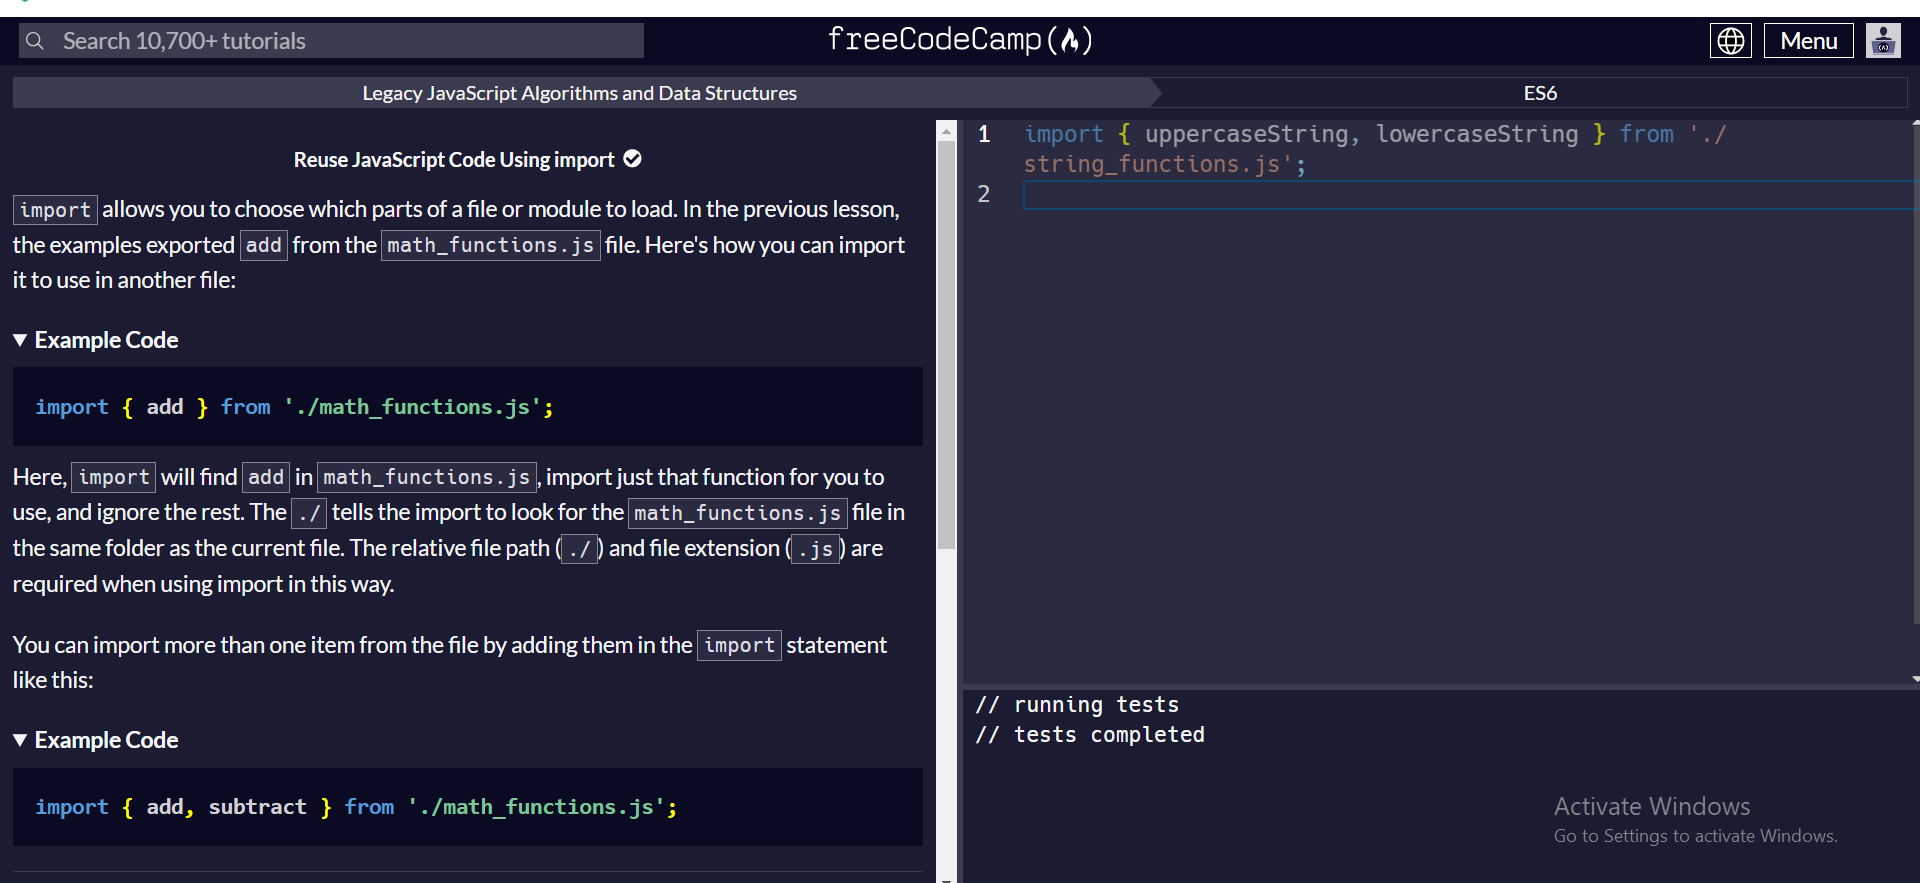 Search 10,700+ tutorials
freeCodeCamp(🔥)
Menu
Legacy JavaScript Algorithms and Data Structures
ES6
Reuse JavaScript Code Using import
import allows you to choose which parts of a file or module to load. In the previous lesson,
the examples exported add from the math_functions.js file. Here's how you can import
it to use in another file:
▼ Example Code
import { add } from './math_functions.js';
Here, import will find add in math_functions.js, import just that function for you to
use, and ignore the rest. The ./ tells the import to look for the math_functions.js file in
the same folder as the current file. The relative file path (./) and file extension (.js) are
required when using import in this way.
You can import more than one item from the file by adding them in the import statement
like this:
▼ Example Code
import { add, subtract } from './math_functions.js';
1 import { uppercaseString, lowercaseString } from './
string_functions.js';
2
// running tests
// tests completed
Activate Windows
Go to Settings to activate Windows.